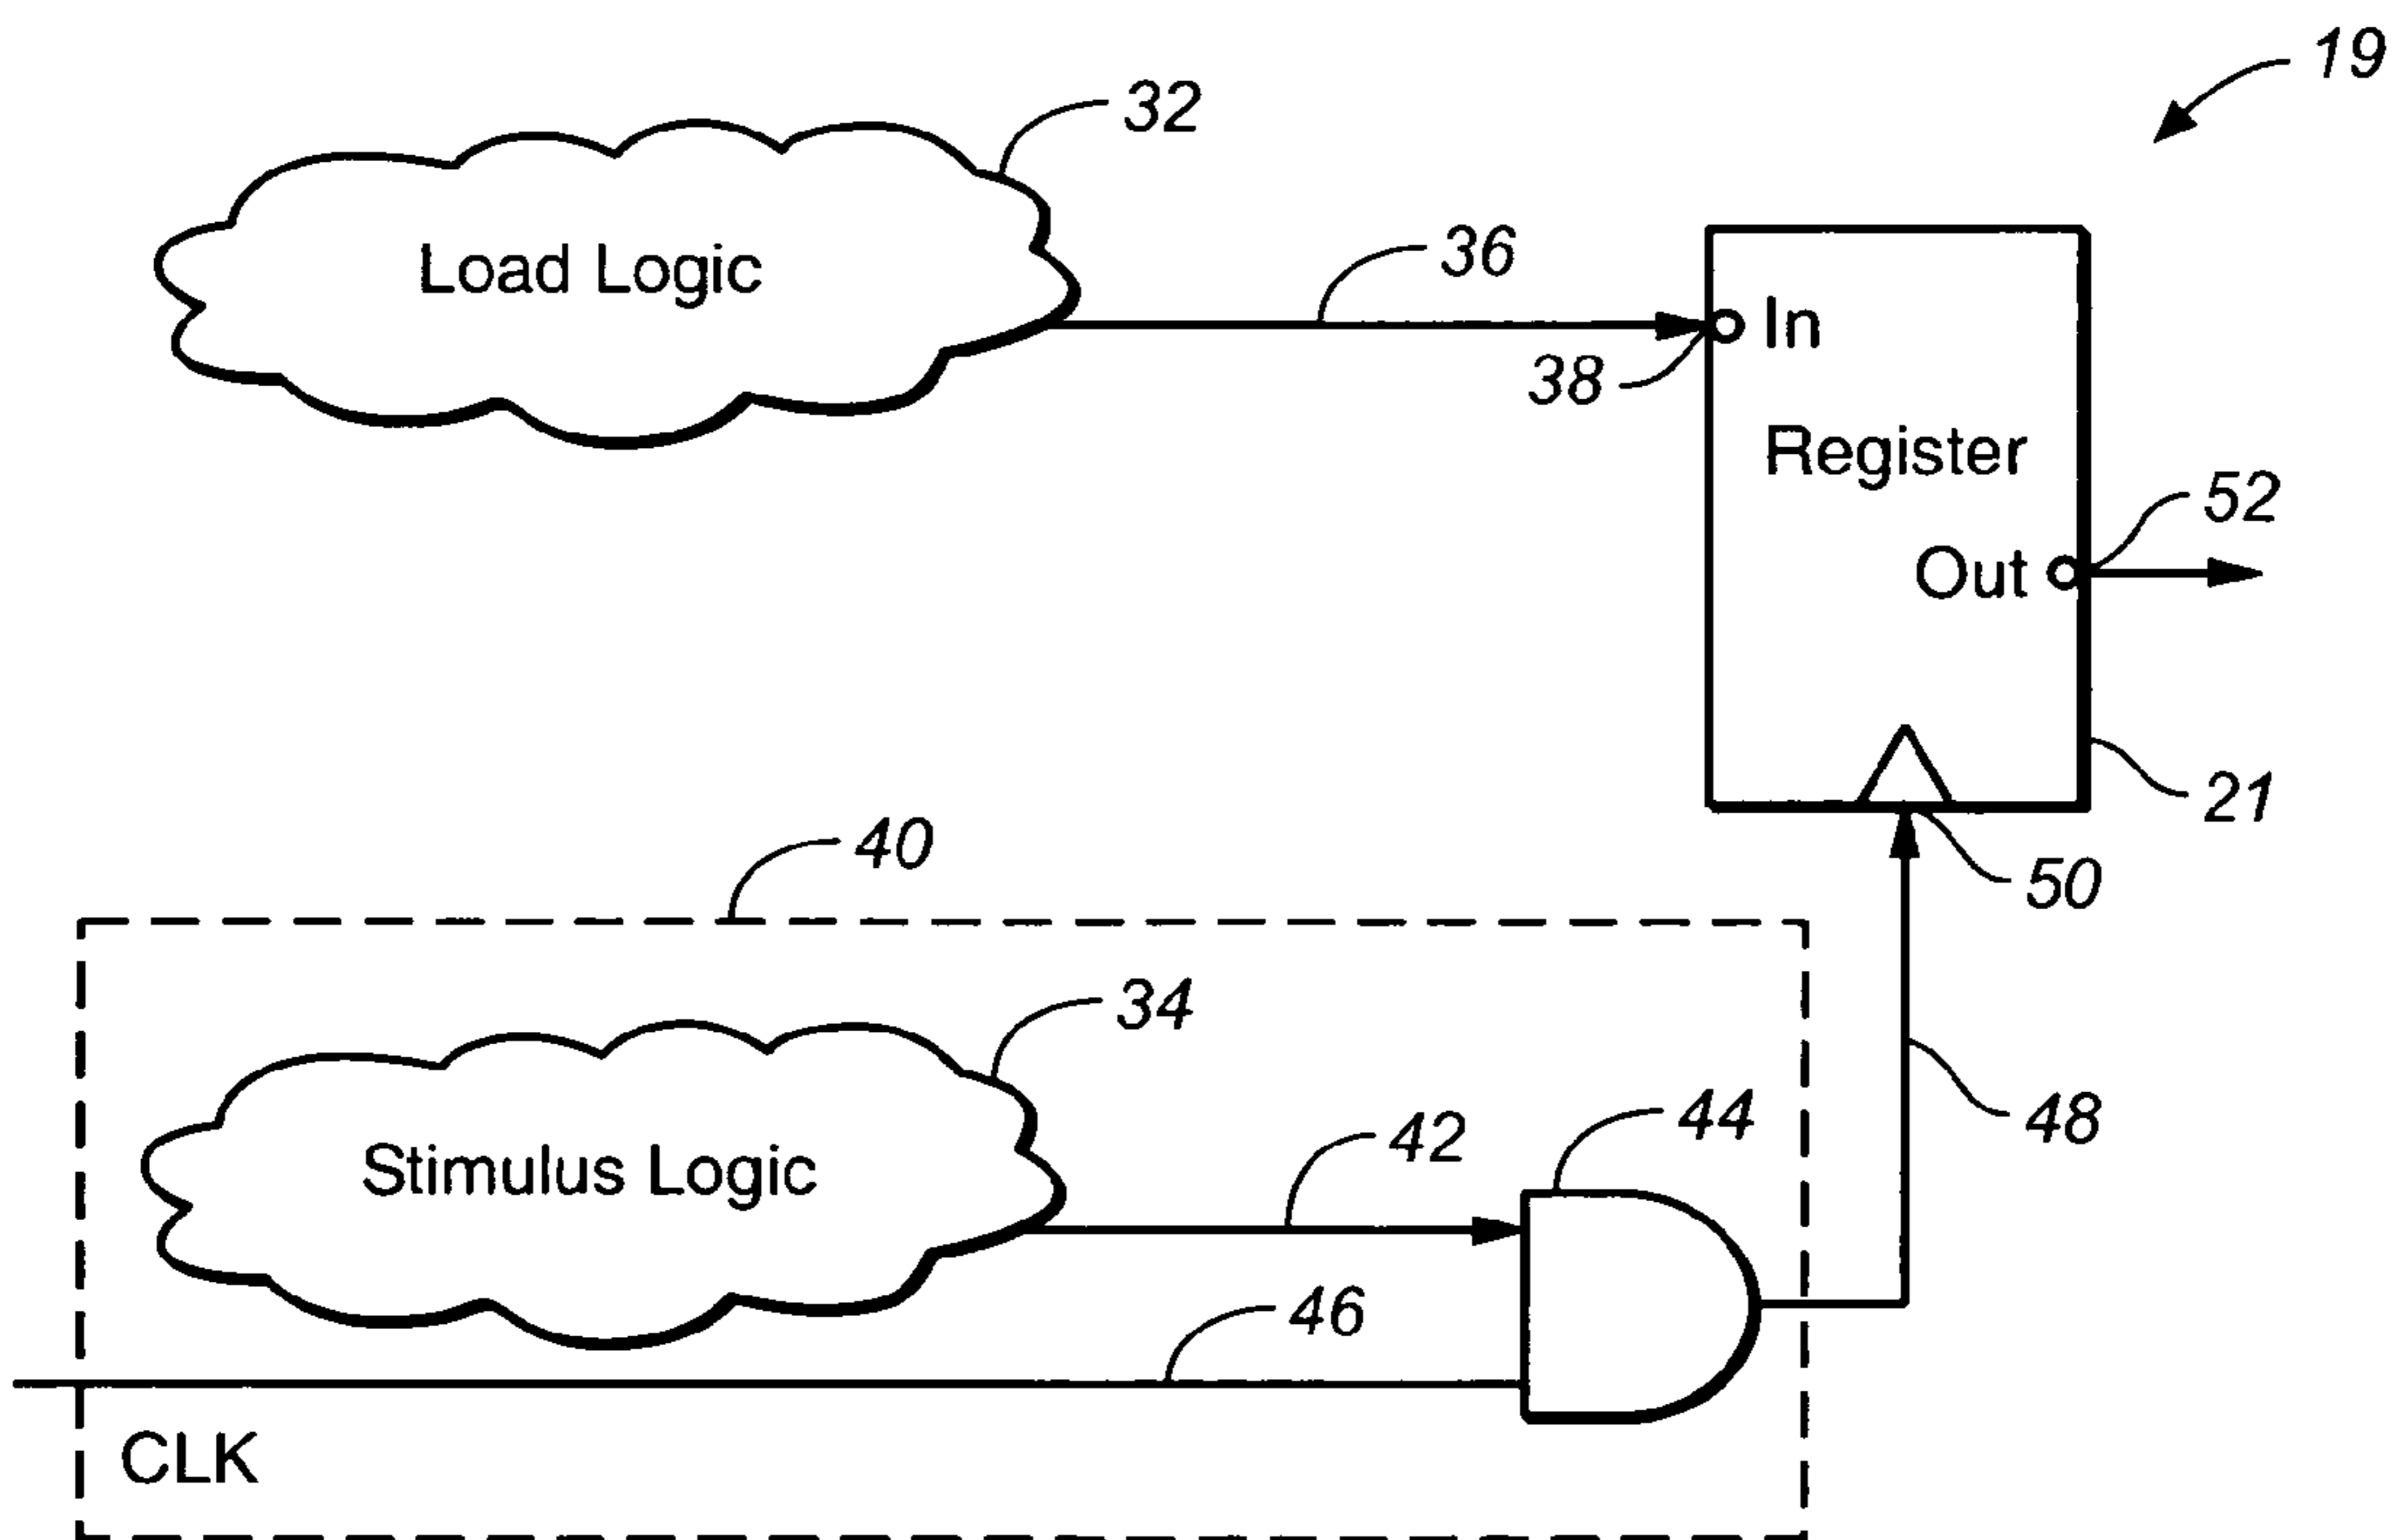 19
32
Load Logic
36
In
38
Register
52
Out
21
40
50
34
44
48
42
Stimulus Logic
46
CLK